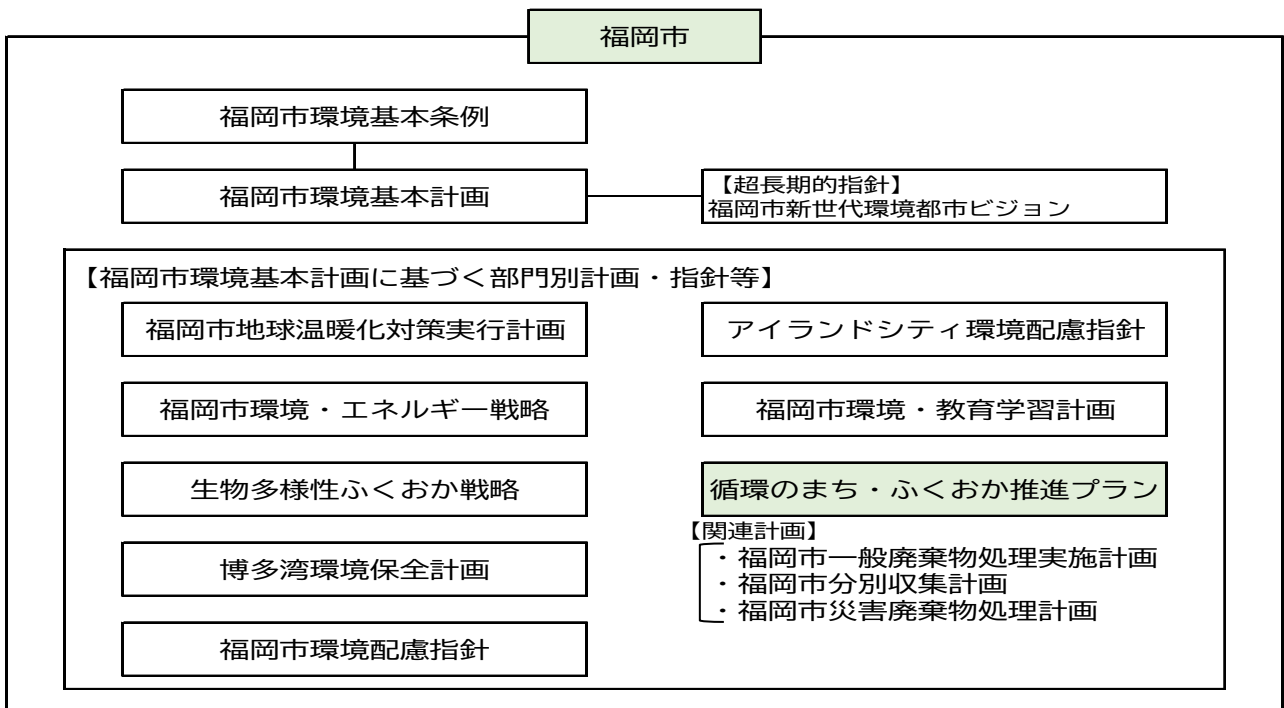 福岡市
福岡市環境基本条例
福岡市環境基本計画
【超長期的指針】
福岡市新世代環境都市ビジョン
【福岡市環境基本計画に基づく部門別計画・指針等】
福岡市地球温暖化対策実行計画
福岡市環境・エネルギー戦略
生物多様性ふくおか戦略
博多湾環境保全計画
福岡市環境配慮指針
アイランドシティ環境配慮指針
福岡市環境・教育学習計画
循環のまち・ふくおか推進プラン
【関連計画】
・福岡市一般廃棄物処理実施計画
・福岡市分別収集計画
・福岡市災害廃棄物処理計画